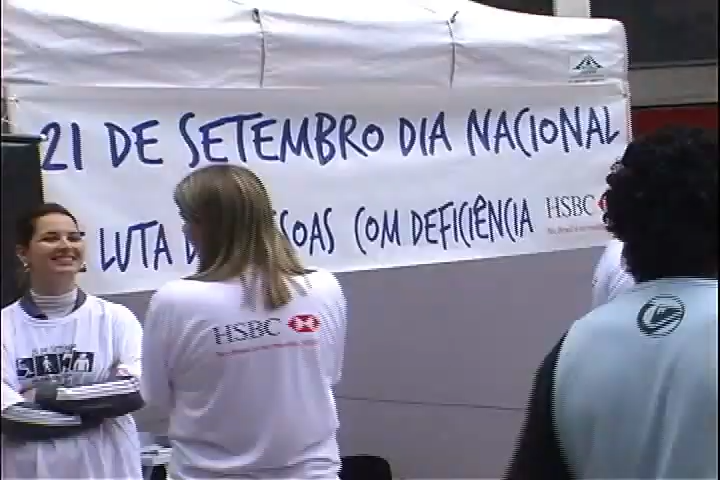 21 DE SETEMBRO DIA NACIONAL
LUTA D SOAS COM DEFICIÊNCIA
HSBC
HSBC